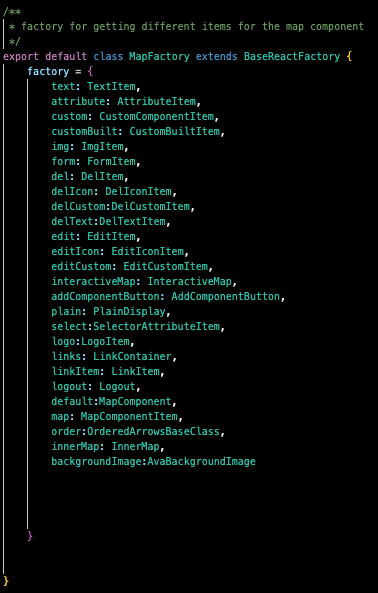 /**
 * factory for getting different items for the map component
 */
export default class MapFactory extends BaseReactFactory {
    factory = {
        text: TextItem,
        attribute: AttributeItem,
        custom: CustomComponentItem,
        customBuilt: CustomBuiltItem,
        img: ImgItem,
        form: FormItem,
        del: DelItem,
        delIcon: DelIconItem,
        delCustom:DelCustomItem,
        delText:DelTextItem,
        edit: EditItem,
        editIcon: EditIconItem,
        editCustom: EditCustomItem,
        interactiveMap: InteractiveMap,
        addComponentButton: AddComponentButton,
        plain: PlainDisplay,
        select:SelectorAttributeItem,
        logo:LogoItem,
        links: LinkContainer,
        linkItem: LinkItem,
        logout: Logout,
        default:MapComponent,
        map: MapComponentItem,
        order:OrderedArrowsBaseClass,
        innerMap: InnerMap,
        backgroundImage:AvaBackgroundImage
    }
}